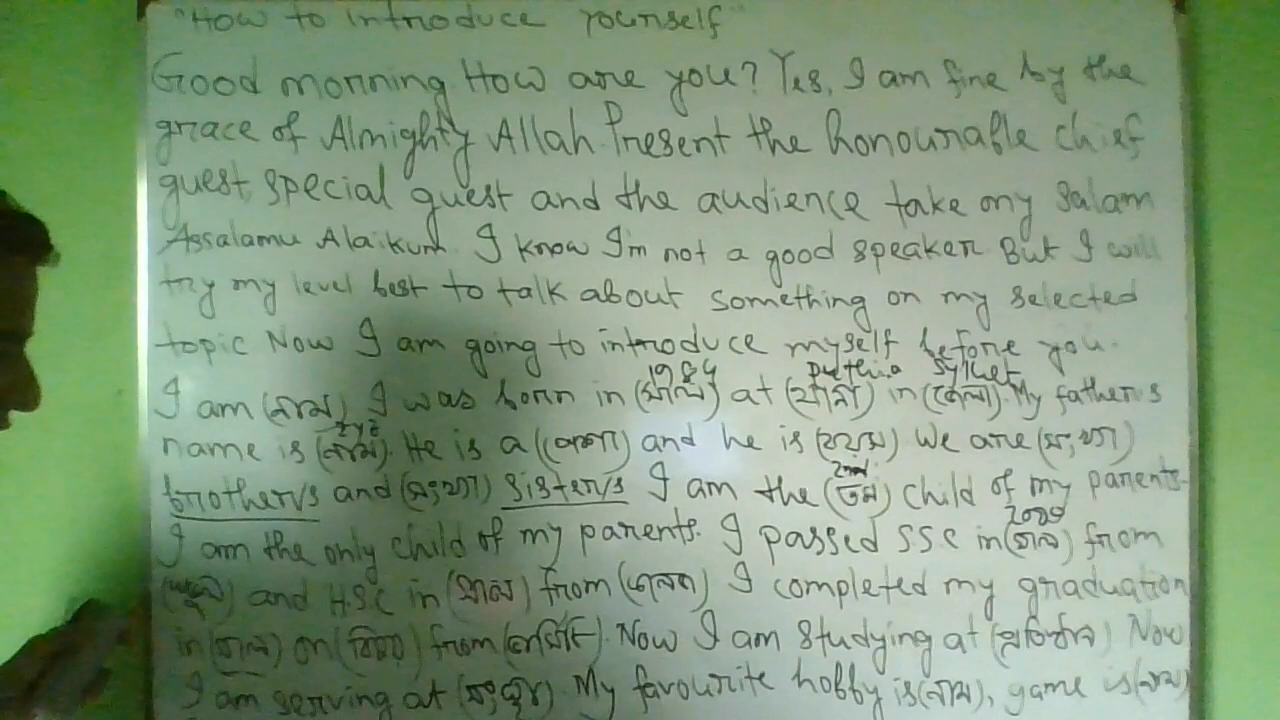 "How to introduce yourself"
Good morning How are you? Yes, I am fine by the
grace of Almighty Allah. Present the honourable chief
guest, special guest and the audience take my salam
Assalamu Alaikum. I know I'm not a good speaker But I will
try my level best to talk about something on my selected
topic Now I am going to introduce myself before you.
1984 Sylhet
I am (নাম), I was born in (সাল) at (থানা) in (জেলা). My father's
name is (নাম). He is a (পেশা) and he is (বয়স) We are (সংখ্যা)
2nd
brother/s and (সংখ্যা) sister/s I am the (তম) child of my parents.
I am the only child of my parents. I passed SSC in (সাল) from
(স্কুল) and H.S.C in (সাল) from (কলেজ) I completed my graduation
in (সাল) on (বিষয়) from Now I am studying at (প্রতিষ্ঠান) Now
I am serving at My favourite hobby is (নাম), game is (নাম)